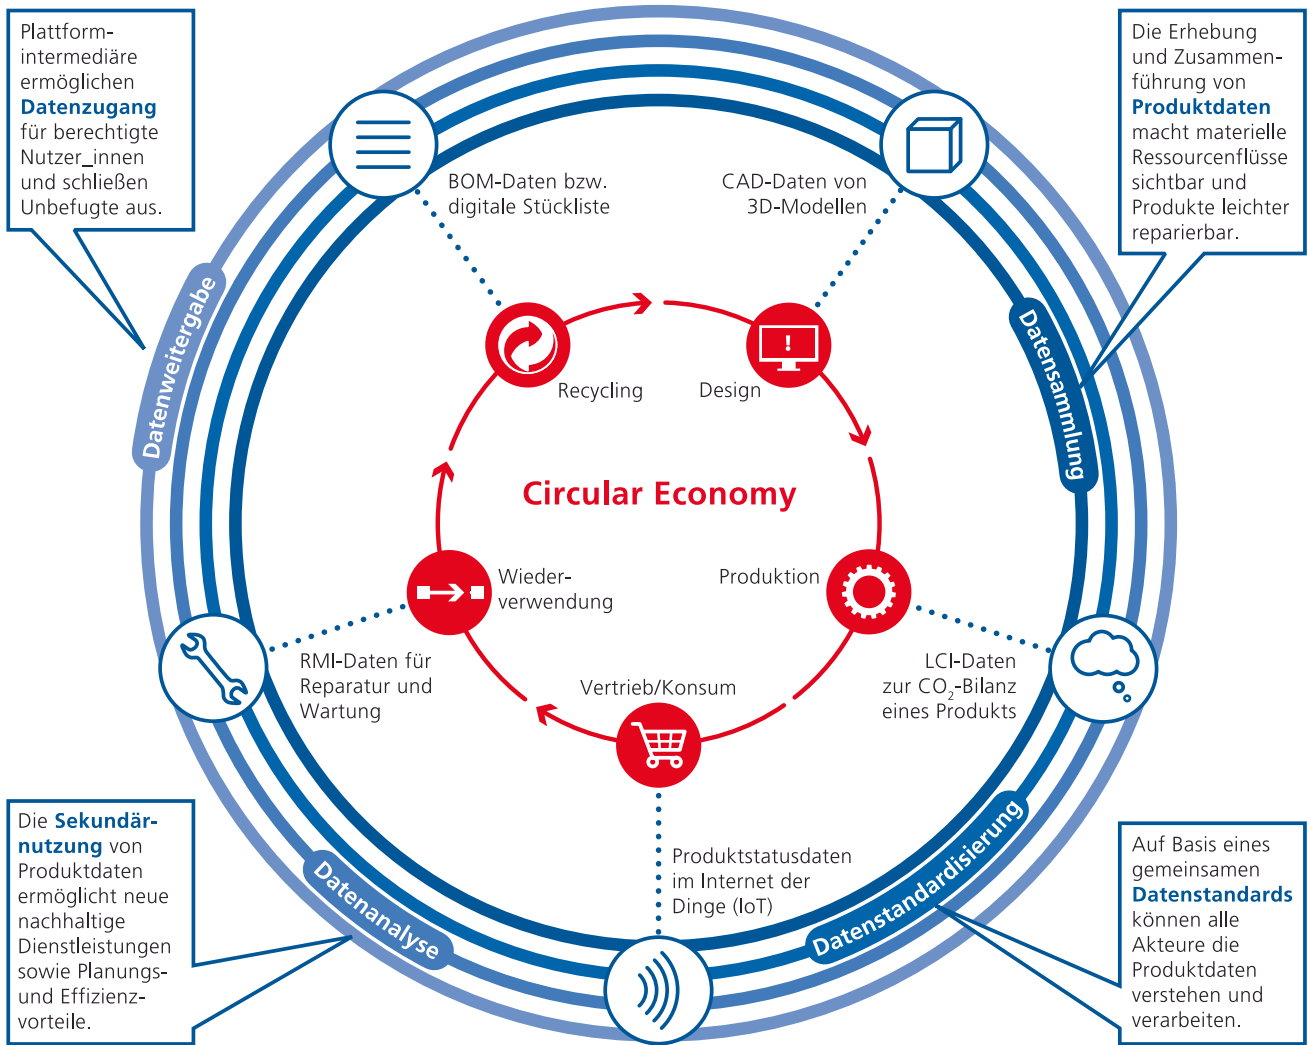 Plattform-
intermediäre
ermöglichen
Datenzugang
für berechtigte
Nutzer_innen
und schließen
Unbefugte aus.
Die Erhebung
und Zusammen-
führung von
Produktdaten
macht materielle
Ressourcenflüsse
sichtbar und
Produkte leichter
reparierbar.
BOM-Daten bzw.
digitale Stückliste
CAD-Daten von
3D-Modellen
Datenweitergabe
Datensammlung
!
Recycling
Design
Circular Economy
Wieder-
verwendung
Produktion
RMI-Daten für
Reparatur und
Wartung
Vertrieb/Konsum
LCI-Daten
zur CO₂-Bilanz
eines Produkts
Produktstatusdaten
im Internet der
Dinge (IoT)
Datenanalyse
Datenstandardisierung
Die Sekundär-
nutzung von
Produktdaten
ermöglicht neue
nachhaltige
Dienstleistungen
sowie Planungs-
und Effizienz-
vorteile.
Auf Basis eines
gemeinsamen
Datenstandards
können alle
Akteure die
Produktdaten
verstehen und
verarbeiten.